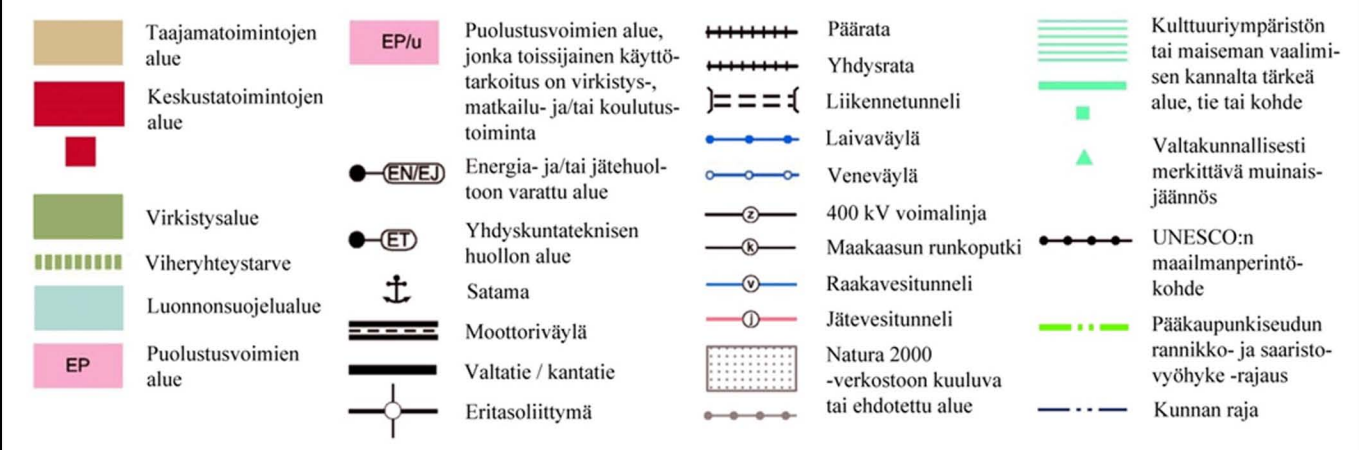 Taajamatoimintojen
alue
Keskustatoimintojen
alue
Virkistysalue
Viheryhteystarve
Luonnonsuojelualue
EP
Puolustusvoimien
alue
EP/u
Puolustusvoimien alue,
jonka toissijainen käyttö-
tarkoitus on virkistys-,
matkailu- ja/tai koulutus-
toiminta
EN/EJ
Energia- ja/tai jätehuol-
toon varattu alue
ET
Yhdyskuntateknisen
huollon alue
Satama
Moottoriväylä
Valtatie / kantatie
Eritasoliittymä
Päärata
Yhdysrata
Liikennetunneli
Laivaväylä
Veneväylä
z
400 kV voimalinja
k
Maakaasun runkoputki
v
Raakavesitunneli
j
Jätevesitunneli
Natura 2000
-verkostoon kuuluva
tai ehdotettu alue
Kulttuuriympäristön
tai maiseman vaalimi-
sen kannalta tärkeä
alue, tie tai kohde
Valtakunnallisesti
merkittävä muinais-
jäännös
UNESCO:n
maailmanperintö-
kohde
Pääkaupunkiseudun
rannikko- ja saaristo-
vyöhyke -rajaus
Kunnan raja